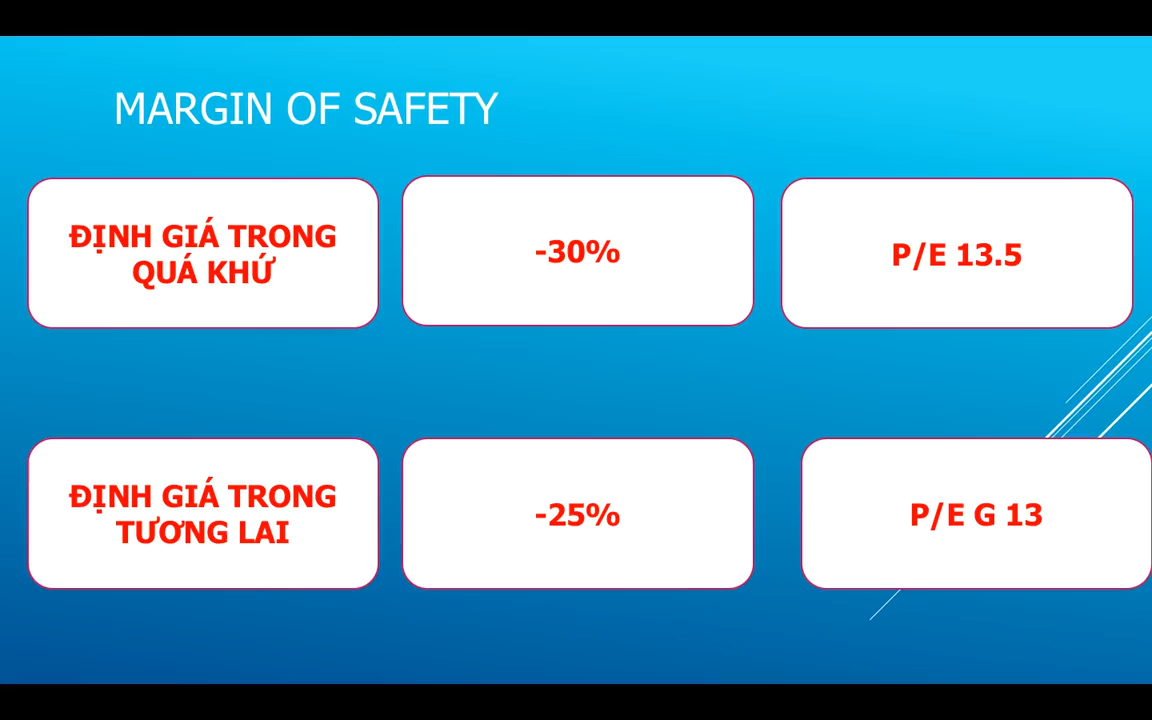 MARGIN OF SAFETY
ĐỊNH GIÁ TRONG
QUÁ KHỨ
-30%
P/E 13.5
ĐỊNH GIÁ TRONG
TƯƠNG LAI
-25%
P/E G 13